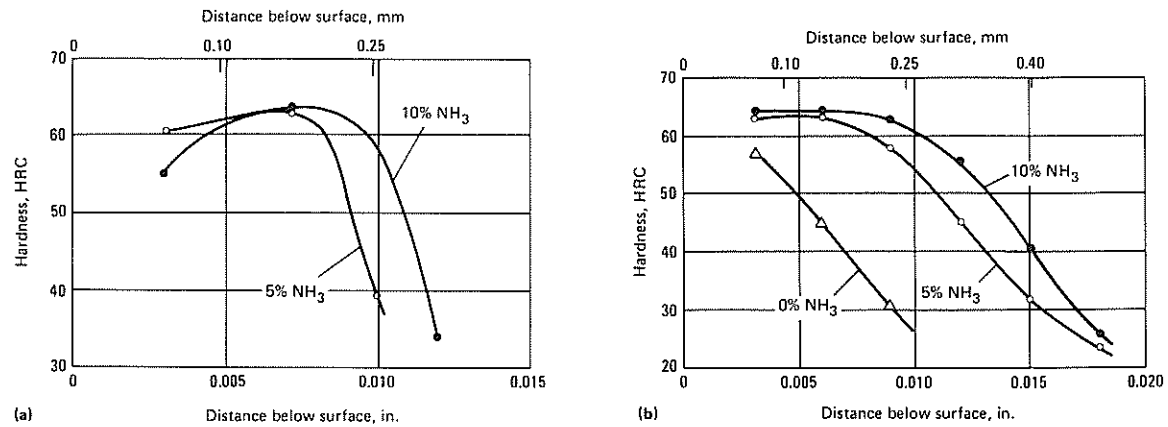 Distance below surface, mm
0 0.10 0.25
70
60
50
40
30
Hardness, HRC
10% NH3
5% NH3
0 0.005 0.010 0.015
(a) Distance below surface, in.
Distance below surface, mm
0 0.10 0.26 0.40
70
60
50
40
30
20
Hardness, HRC
10% NH3
0% NH3
5% NH3
0 0.005 0.010 0.015 0.020
(b) Distance below surface, in.